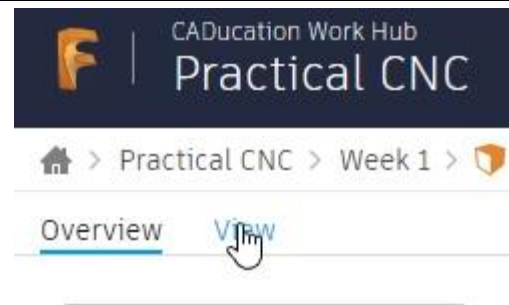 CADucation Work Hub
Practical CNC
> Practical CNC > Week 1 >
Overview View